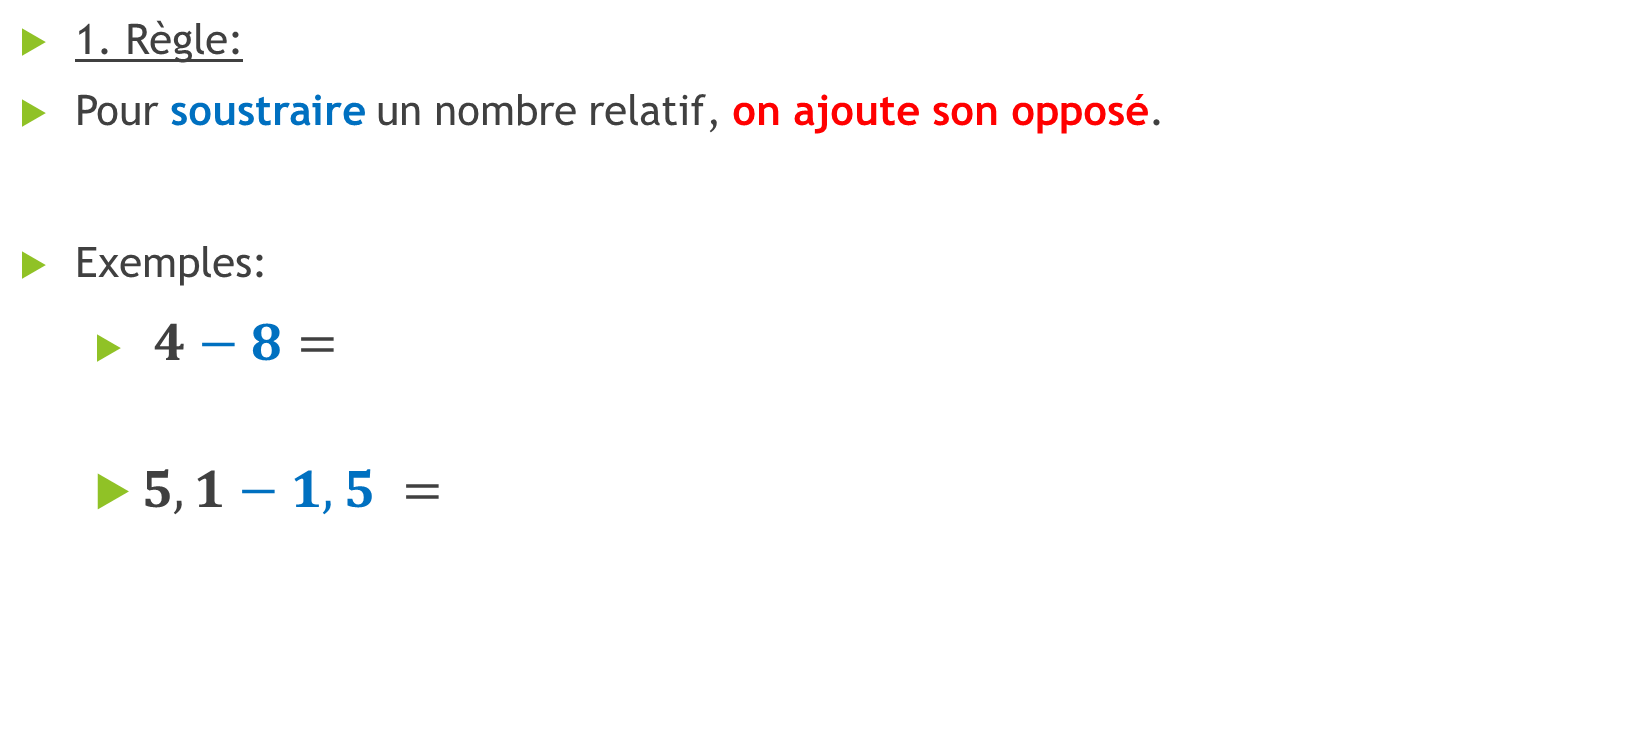 1. Règle:
Pour soustraire un nombre relatif, on ajoute son opposé.
Exemples:
4 − 8 =
5, 1 − 1, 5 =